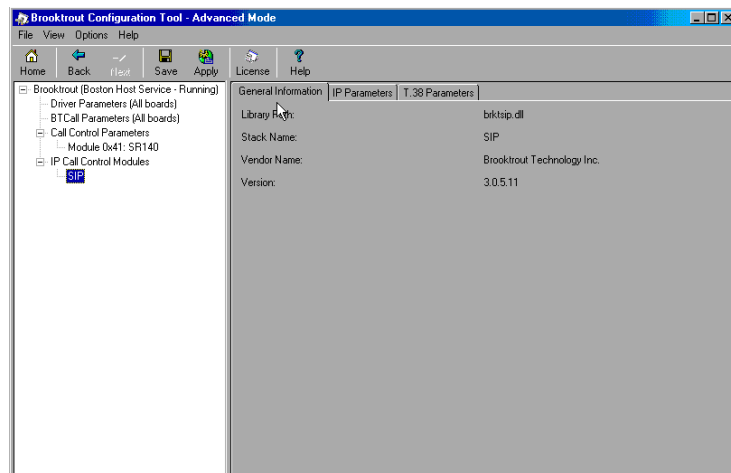 Brooktrout Configuration Tool - Advanced Mode
File View Options Help
Home Back Next Save Apply License Help
Brooktrout (Boston Host Service - Running)
Driver Parameters (All boards)
BTCall Parameters (All boards)
Call Control Parameters
Module 0x41: SR140
IP Call Control Modules
SIP
General Information IP Parameters T.38 Parameters
Library Path: brktsip.dll
Stack Name: SIP
Vendor Name: Brooktrout Technology Inc.
Version: 3.0.5.11